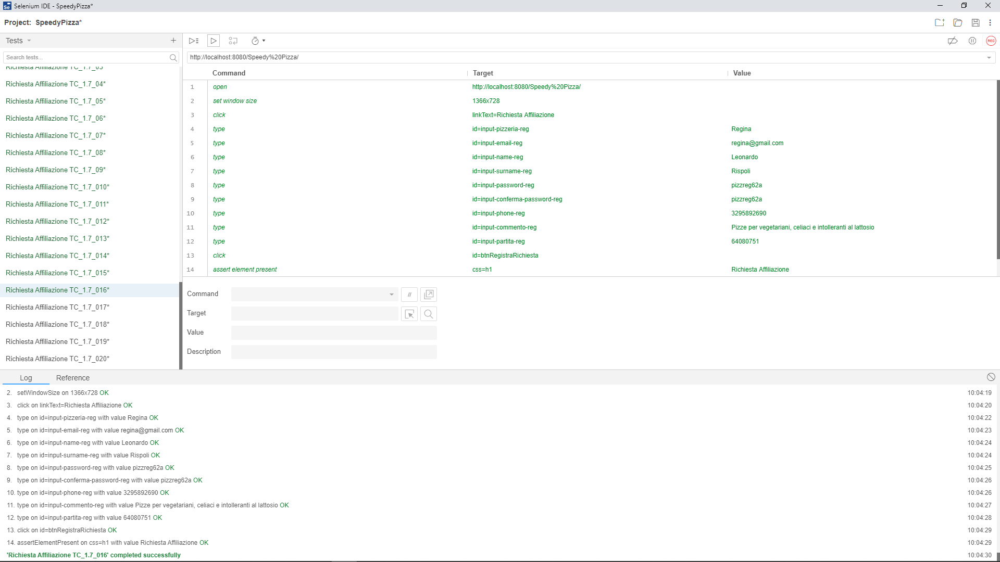 Selenium IDE - SpeedyPizza*
Project: SpeedyPizza*
Tests
Search tests...
http://localhost:8080/Speedy%20Pizza/
Richiesta Affiliazione TC_1.7_03*
Richiesta Affiliazione TC_1.7_04*
Richiesta Affiliazione TC_1.7_05*
Richiesta Affiliazione TC_1.7_06*
Richiesta Affiliazione TC_1.7_07*
Richiesta Affiliazione TC_1.7_08*
Richiesta Affiliazione TC_1.7_09*
Richiesta Affiliazione TC_1.7_010*
Richiesta Affiliazione TC_1.7_011*
Richiesta Affiliazione TC_1.7_012*
Richiesta Affiliazione TC_1.7_013*
Richiesta Affiliazione TC_1.7_014*
Richiesta Affiliazione TC_1.7_015*
Richiesta Affiliazione TC_1.7_016*
Richiesta Affiliazione TC_1.7_017*
Richiesta Affiliazione TC_1.7_018*
Richiesta Affiliazione TC_1.7_019*
Richiesta Affiliazione TC_1.7_020*
REC
Command Target Value
1 open http://localhost:8080/Speedy%20Pizza/
2 set window size 1366x728
3 click linkText=Richiesta Affiliazione
4 type id=input-pizzeria-reg Regina
5 type id=input-email-reg regina@gmail.com
6 type id=input-name-reg Leonardo
7 type id=input-surname-reg Rispoli
8 type id=input-password-reg pizzreg62a
9 type id=input-conferma-password-reg pizzreg62a
10 type id=input-phone-reg 3295892690
11 type id=input-commento-reg Pizze per vegetariani, celiaci e intolleranti al lattosio
12 type id=input-partita-reg 64080751
13 click id=btnRegistraRichiesta
14 assert element present css=h1 Richiesta Affiliazione
Command //
Target
Value
Description
Log Reference
2. setWindowSize on 1366x728 OK 10:04:19
3. click on linkText=Richiesta Affiliazione OK 10:04:20
4. type on id=input-pizzeria-reg with value Regina OK 10:04:22
5. type on id=input-email-reg with value regina@gmail.com OK 10:04:23
6. type on id=input-name-reg with value Leonardo OK 10:04:24
7. type on id=input-surname-reg with value Rispoli OK 10:04:24
8. type on id=input-password-reg with value pizzreg62a OK 10:04:25
9. type on id=input-conferma-password-reg with value pizzreg62a OK 10:04:26
10. type on id=input-phone-reg with value 3295892690 OK 10:04:26
11. type on id=input-commento-reg with value Pizze per vegetariani, celiaci e intolleranti al lattosio OK 10:04:27
12. type on id=input-partita-reg with value 64080751 OK 10:04:28
13. click on id=btnRegistraRichiesta OK 10:04:29
14. assertElementPresent on css=h1 with value Richiesta Affiliazione OK 10:04:29
'Richiesta Affiliazione TC_1.7_016' completed successfully 10:04:30